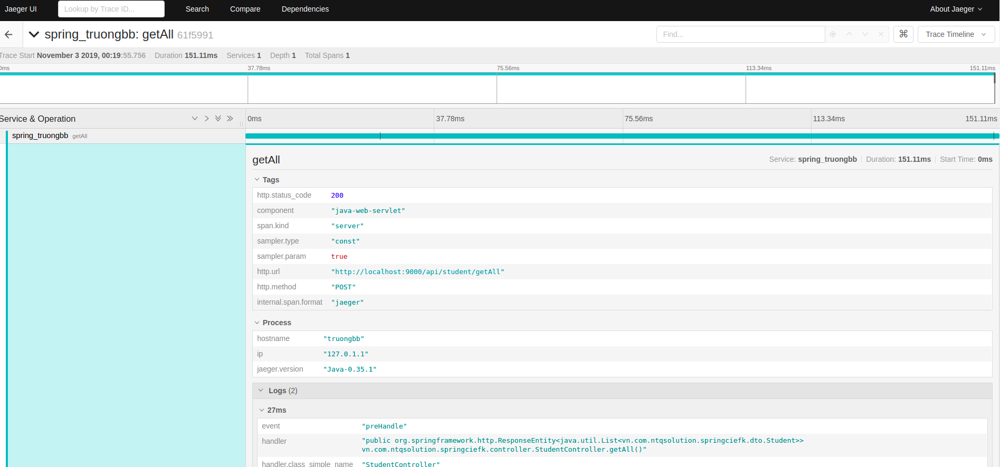 Jaeger UI Lookup by Trace ID... Search Compare Dependencies About Jaeger
spring_truongbb: getAll 61f5991 Find... ⌘ Trace Timeline
Trace Start November 3 2019, 00:19:55.756 Duration 151.11ms Services 1 Depth 1 Total Spans 1
0ms 37.78ms 75.56ms 113.34ms 151.11ms
Service & Operation 0ms 37.78ms 75.56ms 113.34ms 151.11ms
spring_truongbb getAll
getAll Service: spring_truongbb Duration: 151.11ms Start Time: 0ms
Tags
http.status_code 200
component "java-web-servlet"
span.kind "server"
sampler.type "const"
sampler.param true
http.url "http://localhost:9000/api/student/getAll"
http.method "POST"
internal.span.format "jaeger"
Process
hostname "truongbb"
ip "127.0.1.1"
jaeger.version "Java-0.35.1"
Logs (2)
27ms
event "preHandle"
handler "public org.springframework.http.ResponseEntity<java.util.List<vn.com.ntqsolution.springciefk.dto.Student>>
vn.com.ntqsolution.springciefk.controller.StudentController.getAll()"
handler.class_simple_name "StudentController"